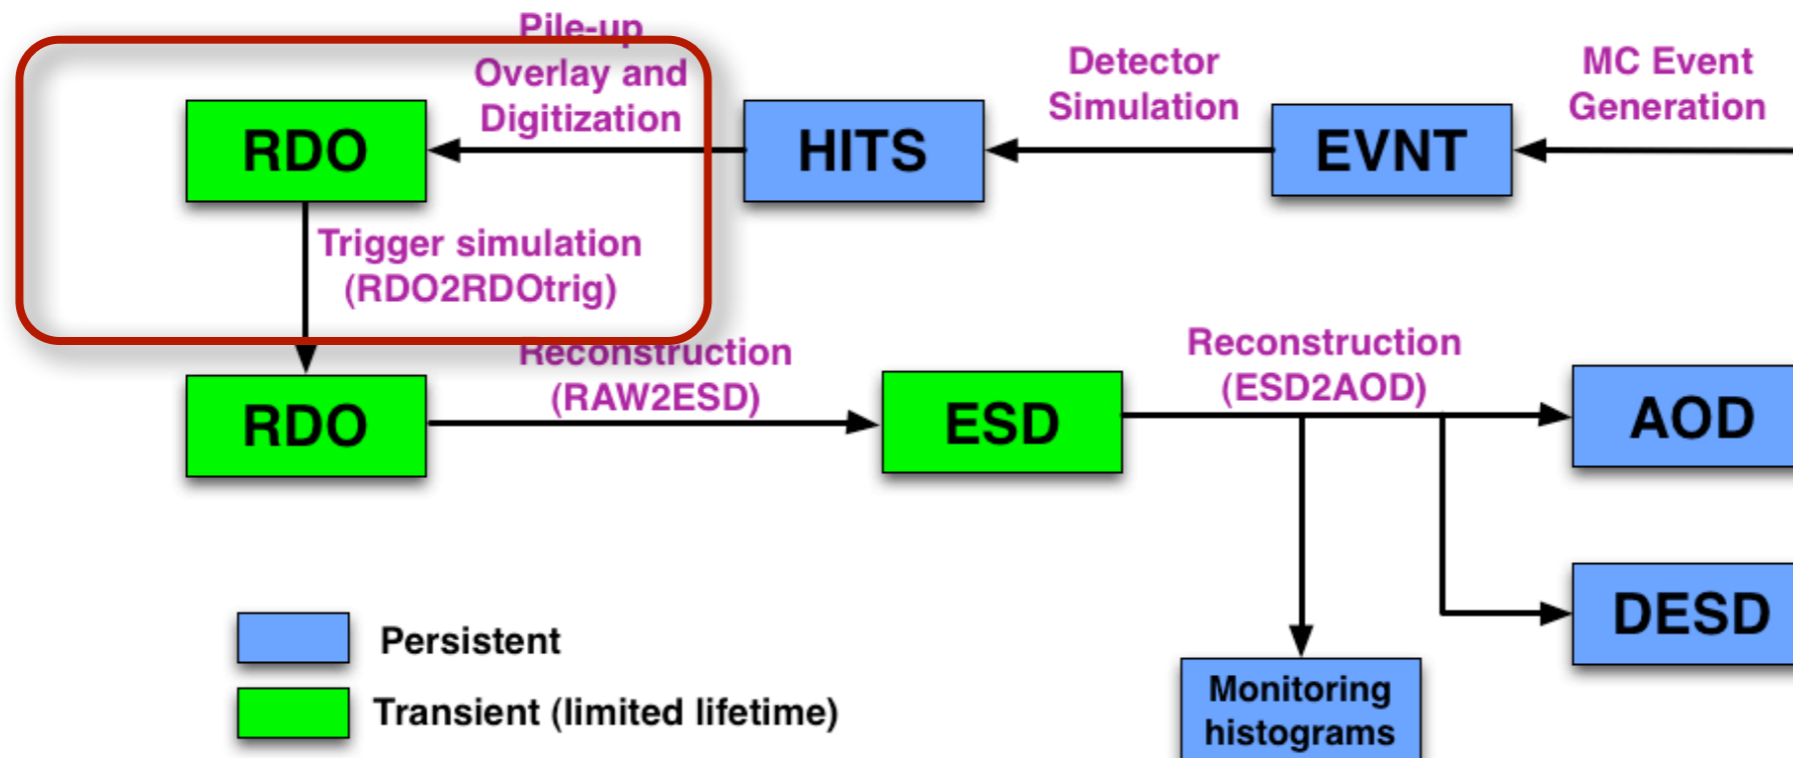 Pile-up
Overlay and
Digitization
Detector
Simulation
MC Event
Generation
RDO
HITS
EVNT
Trigger simulation
(RDO2RDOtrig)
Reconstruction
(RAW2ESD)
Reconstruction
(ESD2AOD)
RDO
ESD
AOD
DESD
Persistent
Transient (limited lifetime)
Monitoring
histograms